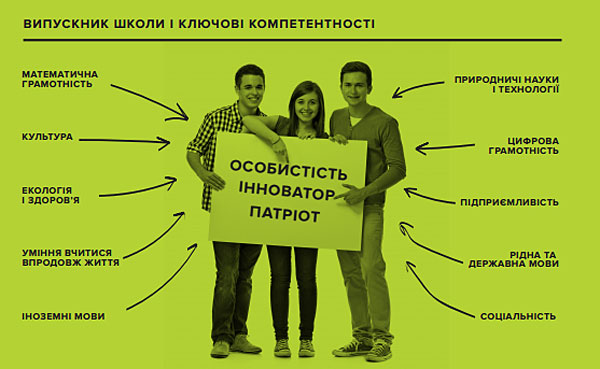 ВИПУСКНИК ШКОЛИ І КЛЮЧОВІ КОМПЕТЕНТНОСТІ
МАТЕМАТИЧНА
ГРАМОТНІСТЬ
КУЛЬТУРА
ЕКОЛОГІЯ
І ЗДОРОВ'Я
УМІННЯ ВЧИТИСЯ
ВПРОДОВЖ ЖИТТЯ
ІНОЗЕМНІ МОВИ
ОСОБИСТІСТЬ
ІННОВАТОР
ПАТРІОТ
ПРИРОДНИЧІ НАУКИ
І ТЕХНОЛОГІЇ
ЦИФРОВА
ГРАМОТНІСТЬ
ПІДПРИЄМЛИВІСТЬ
РІДНА ТА
ДЕРЖАВНА МОВИ
СОЦІАЛЬНІСТЬ